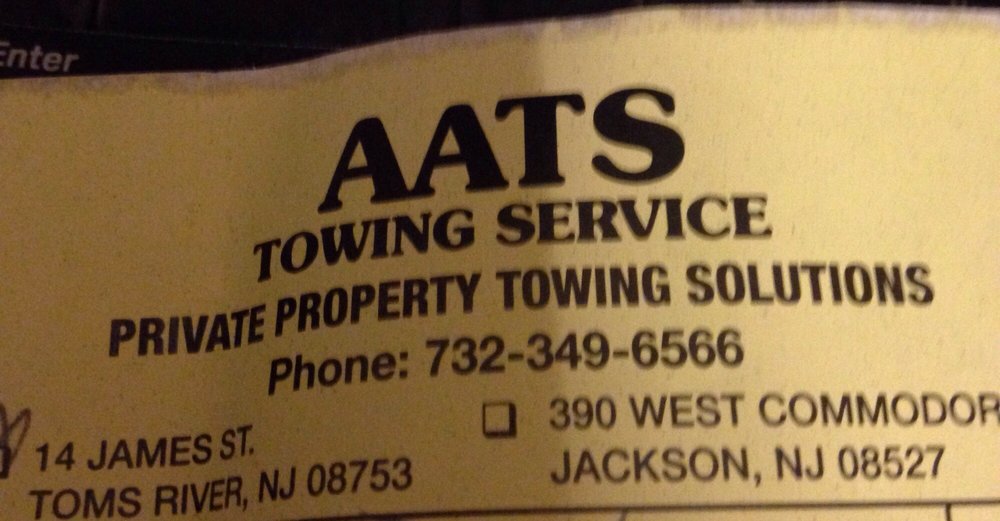 Enter
AATS
TOWING SERVICE
PRIVATE PROPERTY TOWING SOLUTIONS
Phone: 732-349-6566
14 JAMES ST.
TOMS RIVER, NJ 08753
390 WEST COMMODOR
JACKSON, NJ 08527